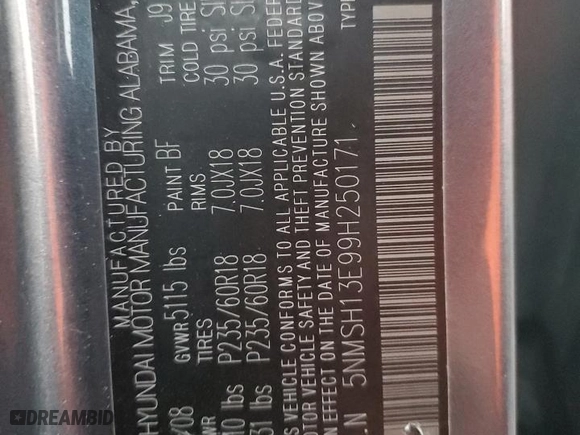 MANUFACTURED BY
HYUNDAI MOTOR MANUFACTURING ALABAMA,
/08 GVWR 5115 lbs PAINT BF TRIM J9
WR TIRES RIMS COLD TIRE
10 lbs P235/60R18 7.0JX18 30 psi
31 lbs P235/60R18 7.0JX18 30 psi
S VEHICLE CONFORMS TO ALL APPLICABLE U.S.A. FEDER
OTOR VEHICLE SAFETY AND THEFT PREVENTION STANDAR
IN EFFECT ON THE DATE OF MANUFACTURE SHOWN ABOV
I.N 5NMSH13E99H250171 TYPE
DREAMBID